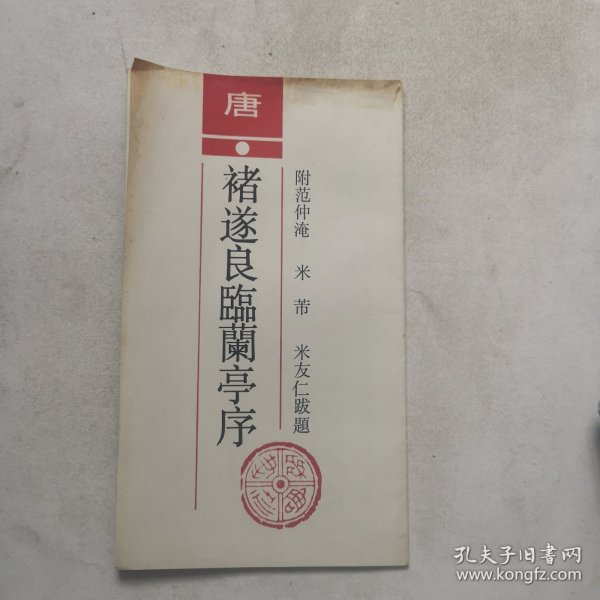 唐
褚遂良臨蘭亭序
附范仲淹 米芾 米友仁跋題
孔夫子旧书网
www.kongfz.com